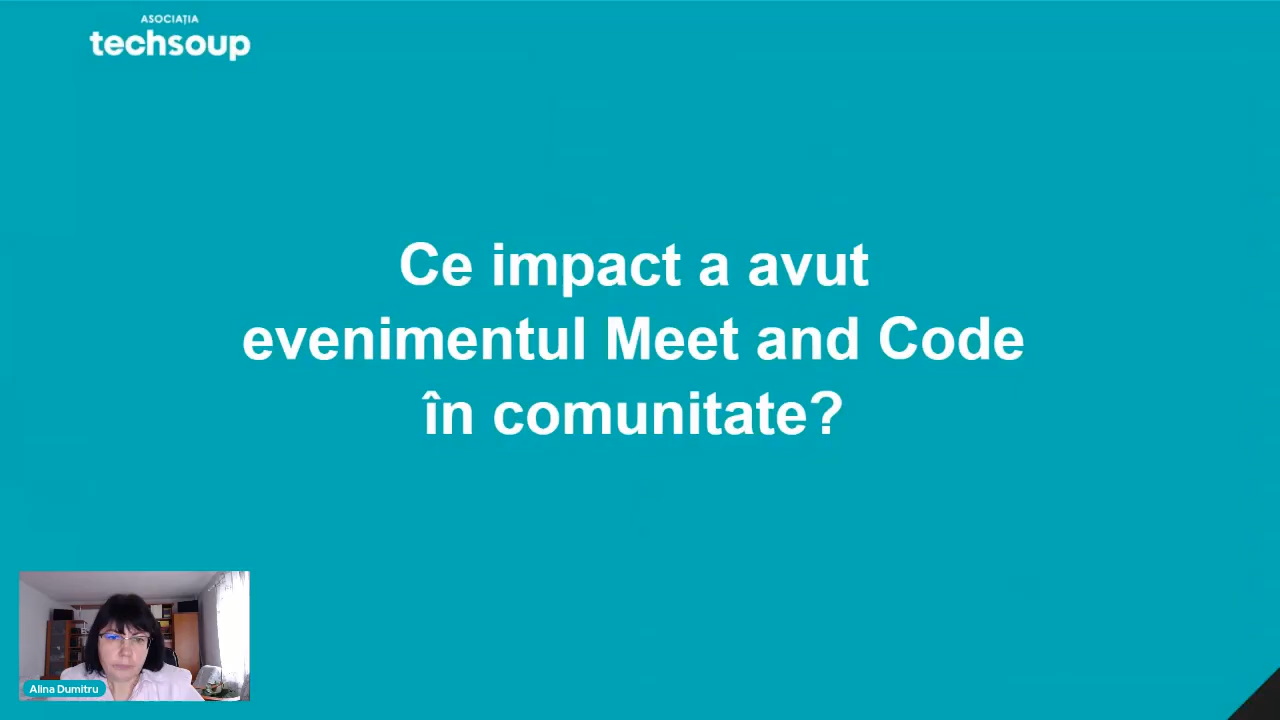 ASOCIAȚIA
techsoup
Ce impact a avut
evenimentul Meet and Code
în comunitate?
Alina Dumitru